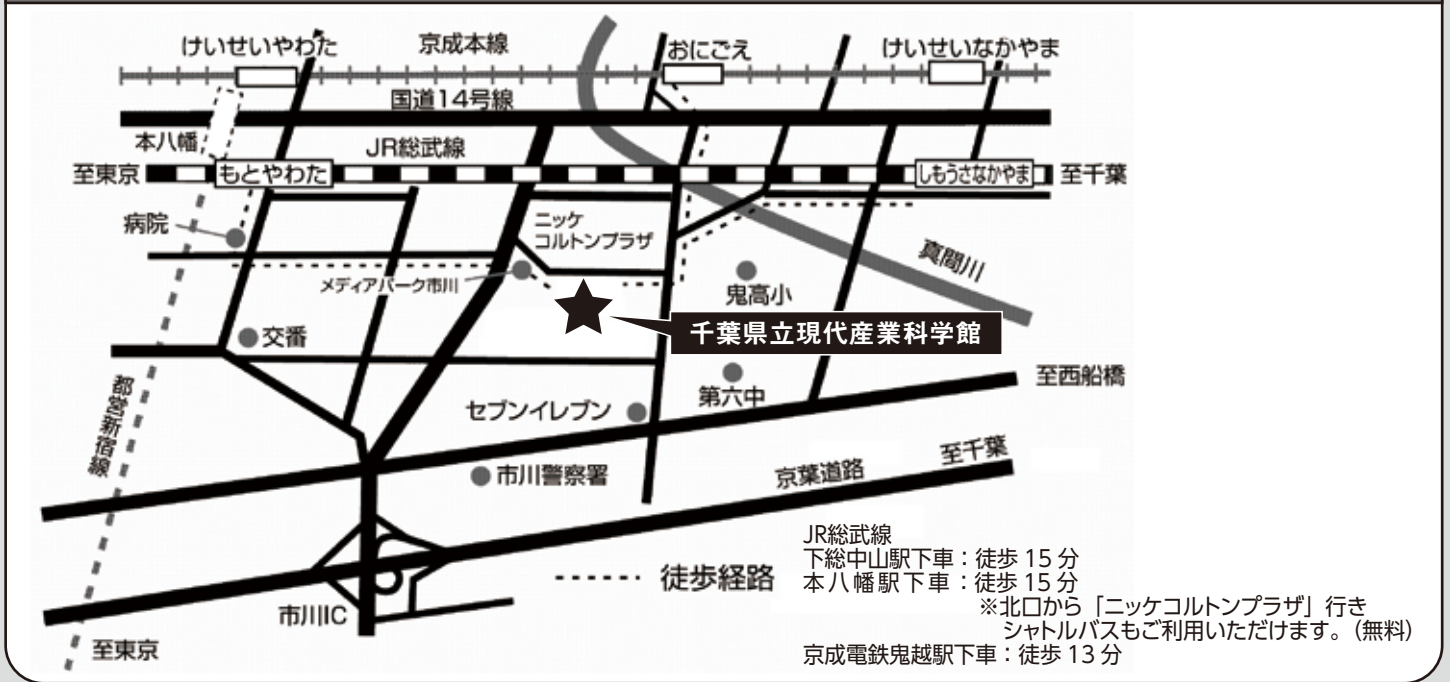 けいせいやわた
京成本線
おにごえ
けいせいなかやま
国道14号線
本八幡
JR総武線
至東京
もとやわた
しもうさなかやま
至千葉
病院
ニッケ
コルトンプラザ
真間川
メディアパーク市川
鬼高小
交番
千葉県立現代産業科学館
都営新宿線
第六中
至西船橋
セブンイレブン
市川警察署
京葉道路
至千葉
市川IC
至東京
徒歩経路
JR総武線
下総中山駅下車：徒歩15分
本八幡駅下車：徒歩15分
※北口から「ニッケコルトンプラザ」行き
シャトルバスもご利用いただけます。（無料）
京成電鉄鬼越駅下車：徒歩13分